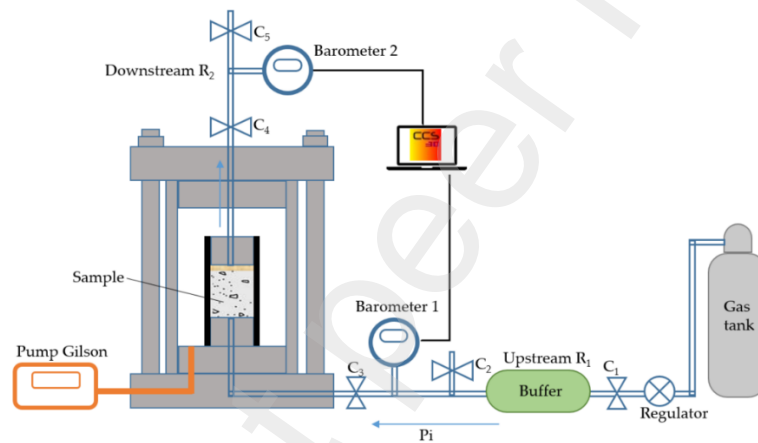 C5
Barometer 2
Downstream R2
C4
CCS
Sample
Barometer 1
Gas
tank
Pump Gilson
C3
C2
Upstream R1
C1
Buffer
Regulator
Pi